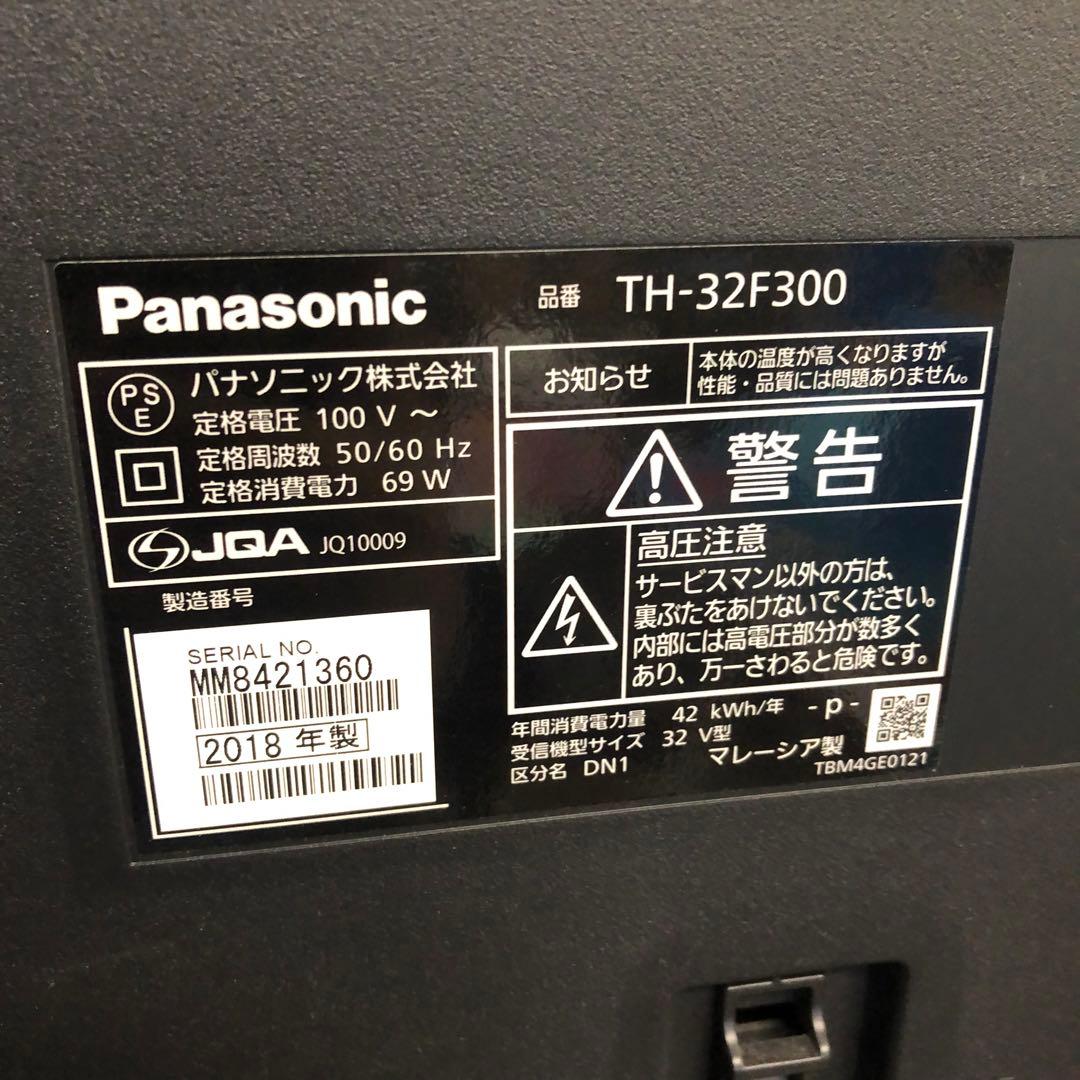 Panasonic
品番 TH-32F300
PS
E
パナソニック株式会社
定格電圧 100 V ～
定格周波数 50/60 Hz
定格消費電力 69 W
JQA JQ10009
製造番号
SERIAL NO.
MM8421360
2018 年製
お知らせ
本体の温度が高くなりますが
性能・品質には問題ありません。
警告
高圧注意
サービスマン以外の方は、
裏ぶたをあけないでください。
内部には高電圧部分が数多く
あり、万一さわると危険です。
年間消費電力量 42 kWh/年 - p -
受信機型サイズ 32 V型
区分名 DN1
マレーシア製
TBM4GE0121